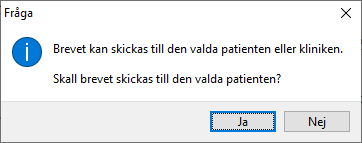 Fråga
Brevet kan skickas till den valda patienten eller kliniken.
Skall brevet skickas till den valda patienten?
Ja
Nej